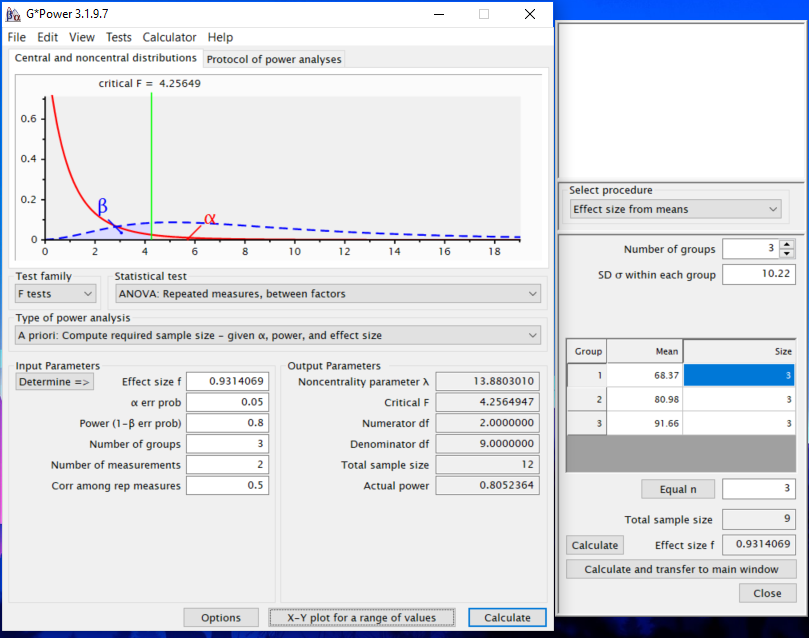 G*Power 3.1.9.7
File Edit View Tests Calculator Help
Central and noncentral distributions Protocol of power analyses
critical F = 4.25649
0.6
0.4
0.2
0
β
α
0 2 4 6 8 10 12 14 16 18
Test family Statistical test
F tests ANOVA: Repeated measures, between factors
Type of power analysis
A priori: Compute required sample size - given α, power, and effect size
Input Parameters
Determine => Effect size f 0.9314069
α err prob 0.05
Power (1-β err prob) 0.8
Number of groups 3
Number of measurements 2
Corr among rep measures 0.5
Output Parameters
Noncentrality parameter λ 13.8803010
Critical F 4.2564947
Numerator df 2.0000000
Denominator df 9.0000000
Total sample size 12
Actual power 0.8052364
Options X-Y plot for a range of values Calculate
Select procedure
Effect size from means
Number of groups 3
SD σ within each group 10.22
Group Mean Size
1 68.37 3
2 80.98 3
3 91.66 3
Equal n 3
Total sample size 9
Calculate Effect size f 0.9314069
Calculate and transfer to main window
Close